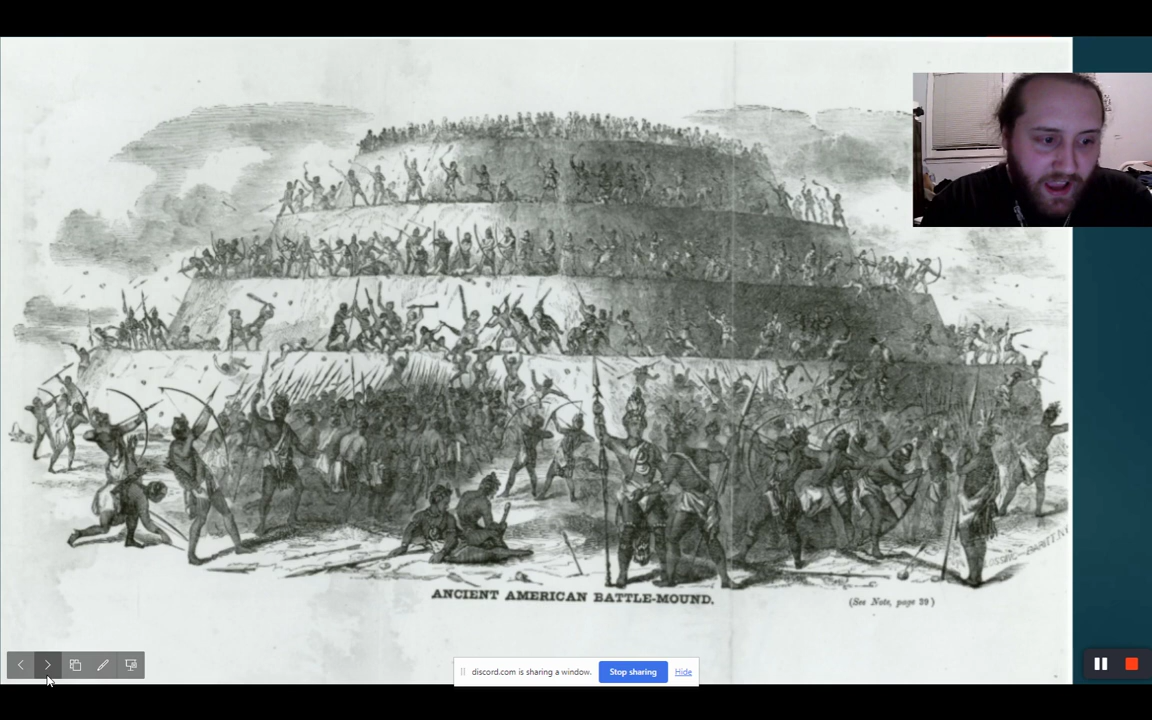 ANCIENT AMERICAN BATTLE-MOUND.
(See Note, page 39)
discord.com is sharing a window.
Stop sharing
Hide